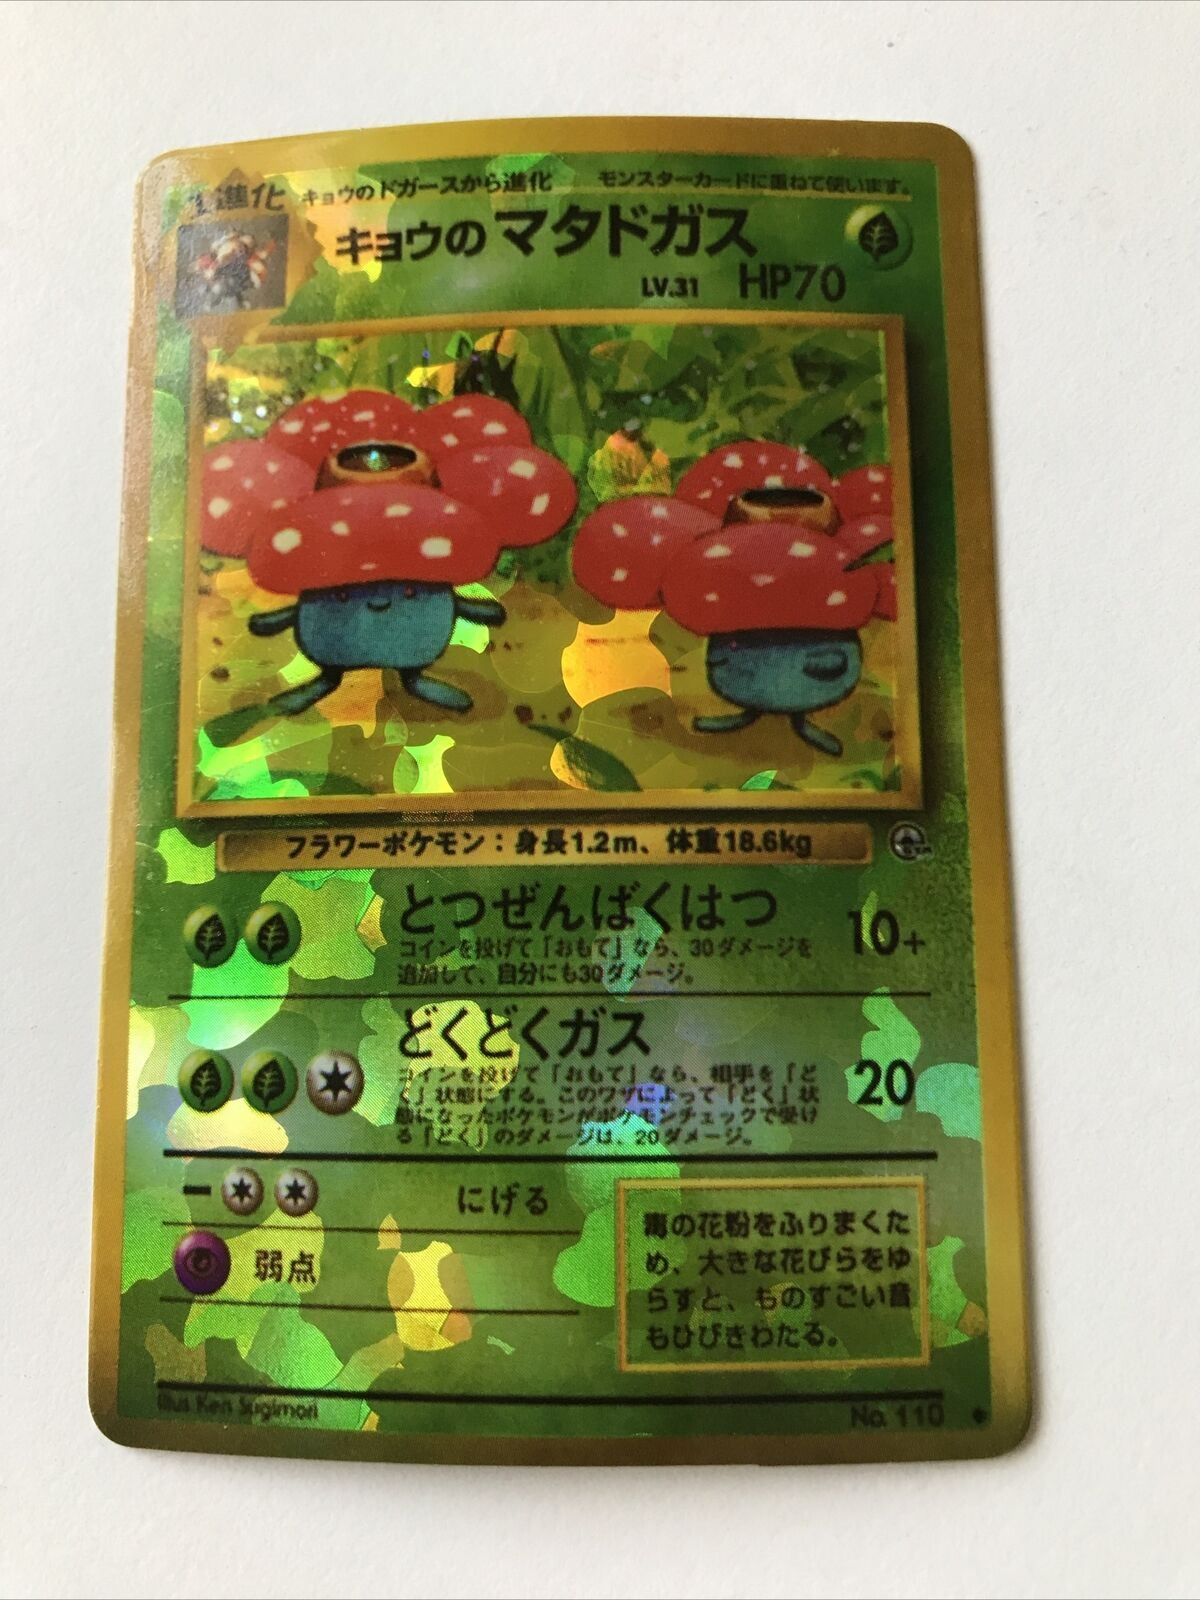 1進化 キョウのドガースから進化 モンスターカードに重ねて使います。
キョウのマタドガス
LV.31 HP70
フラワーポケモン：身長1.2m、体重18.6kg
とつぜんばくはつ 10+
コインを投げて「おもて」なら、30ダメージを
追加して、自分にも30ダメージ。
どくどくガス 20
コインを投げて「おもて」なら、相手を「ど
く」状態にする。このワザによって「どく」状
態になったポケモンがポケモンチェックで受け
る「どく」のダメージは、20ダメージ。
ー にげる
弱点
毒の花粉をふりまくた
め、大きな花びらをゆ
らすと、ものすごい音
もひびきわたる。
Illus Ken Sugimori No. 110